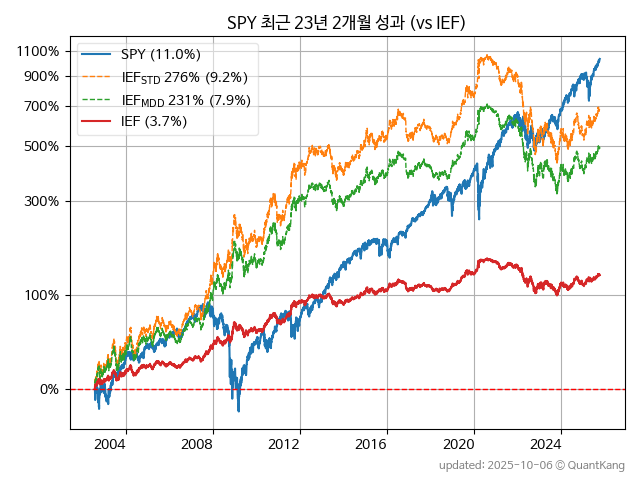 SPY 최근 23년 2개월 성과 (vs IEF)
1100%
900%
700%
500%
300%
100%
0%
SPY (11.0%)
IEF_STD 276% (9.2%)
IEF_MDD 231% (7.9%)
IEF (3.7%)
2004 2008 2012 2016 2020 2024
updated: 2025-10-06 © QuantKang